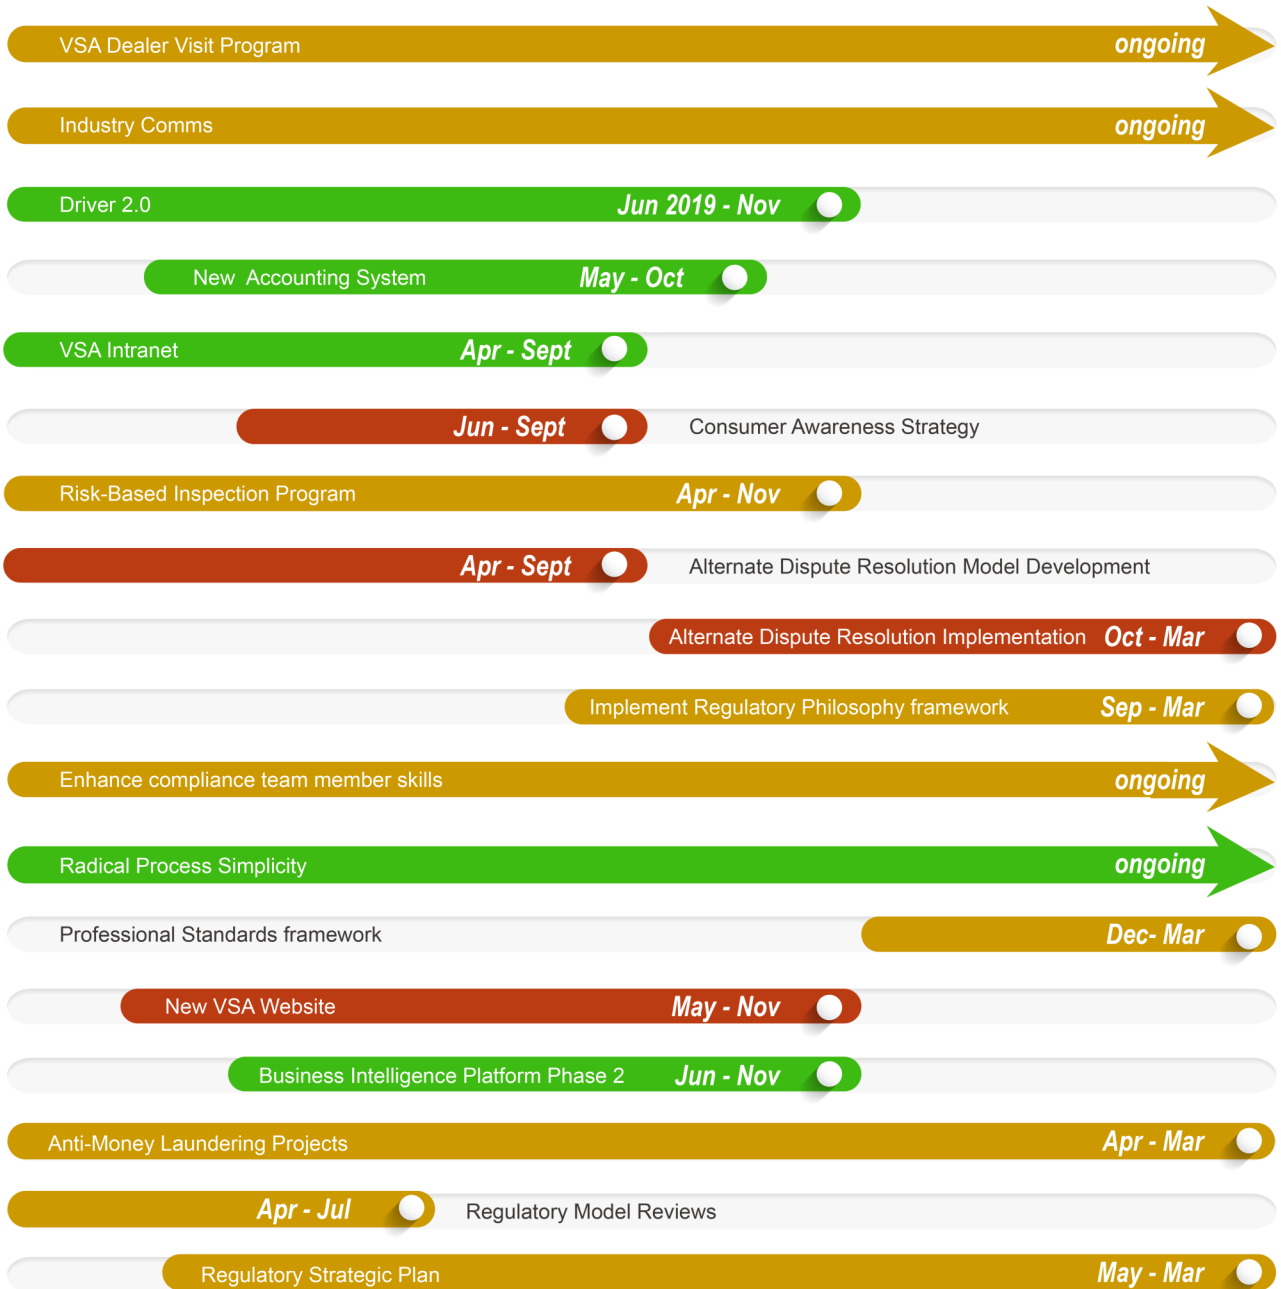 VSA Dealer Visit Program ongoing
Industry Comms ongoing
Driver 2.0 Jun 2019 - Nov
New Accounting System May - Oct
VSA Intranet Apr - Sept
Jun - Sept Consumer Awareness Strategy
Risk-Based Inspection Program Apr - Nov
Apr - Sept Alternate Dispute Resolution Model Development
Alternate Dispute Resolution Implementation Oct - Mar
Implement Regulatory Philosophy framework Sep - Mar
Enhance compliance team member skills ongoing
Radical Process Simplicity ongoing
Professional Standards framework Dec- Mar
New VSA Website May - Nov
Business Intelligence Platform Phase 2 Jun - Nov
Anti-Money Laundering Projects Apr - Mar
Apr - Jul Regulatory Model Reviews
Regulatory Strategic Plan May - Mar